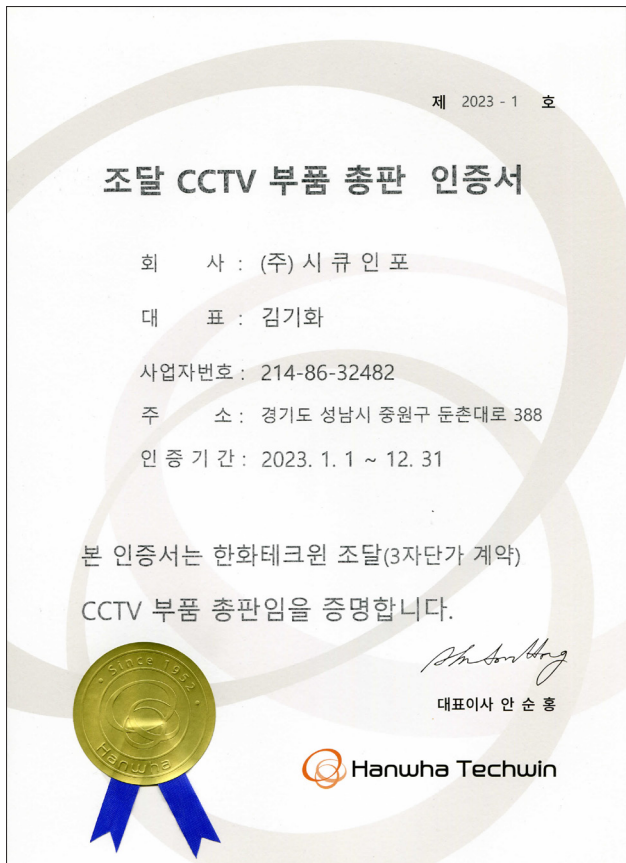 제 2023 - 1 호
조달 CCTV 부품 총판 인증서
회 사 : (주) 시 큐 인 포
대 표 : 김기화
사업자번호 : 214-86-32482
주 소 : 경기도 성남시 중원구 둔촌대로 388
인 증 기 간 : 2023. 1. 1 ~ 12. 31
본 인증서는 한화테크윈 조달(3자단가 계약)
CCTV 부품 총판임을 증명합니다.
Since 1952
Hanwha
Ahn Soon Hong
대표이사 안 순 홍
Hanwha Techwin